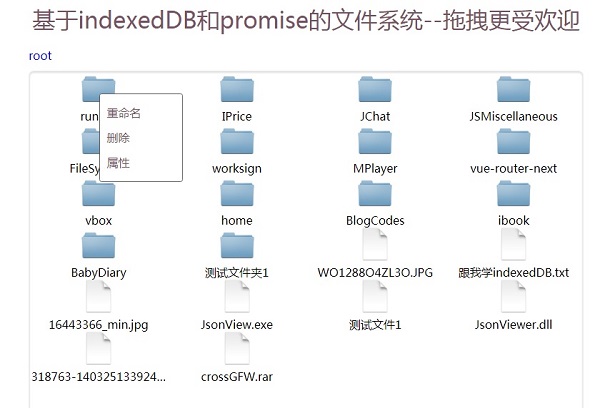 基于indexedDB和promise的文件系统--拖拽更受欢迎
root
run
IPrice
JChat
JSMiscellaneous
重命名
删除
属性
FileSy
worksign
MPlayer
vue-router-next
vbox
home
BlogCodes
ibook
BabyDiary
测试文件夹1
WO1288O4ZL3O.JPG
跟我学indexedDB.txt
16443366_min.jpg
JsonView.exe
测试文件1
JsonViewer.dll
318763-140325133924...
crossGFW.rar